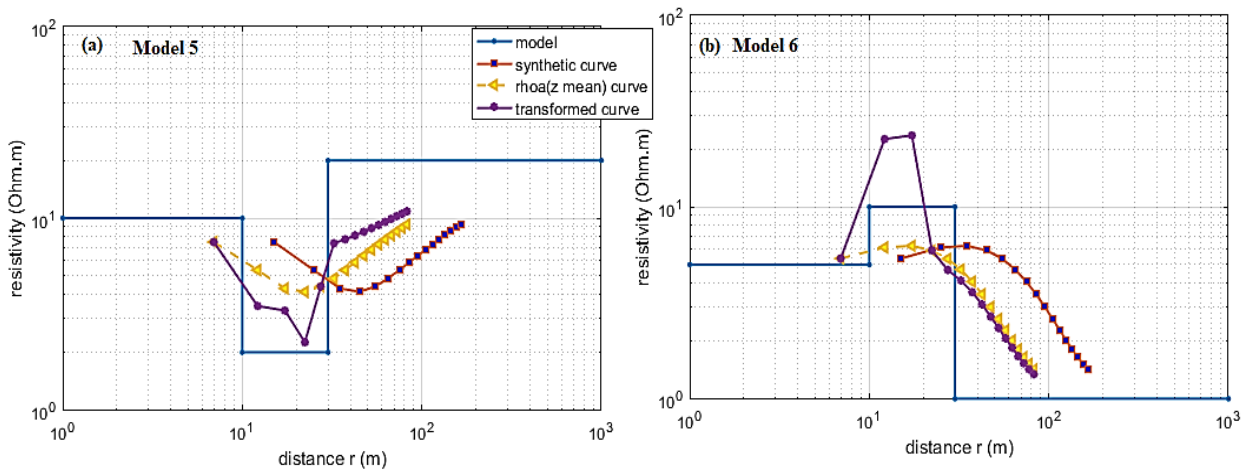 (a) Model 5
model
synthetic curve
rhoa(z mean) curve
transformed curve
resistivity (Ohm.m)
10²
10¹
10⁰
10⁰ 10¹ 10² 10³
distance r (m)
(b) Model 6
resistivity (Ohm.m)
10²
10¹
10⁰
10⁰ 10¹ 10² 10³
distance r (m)